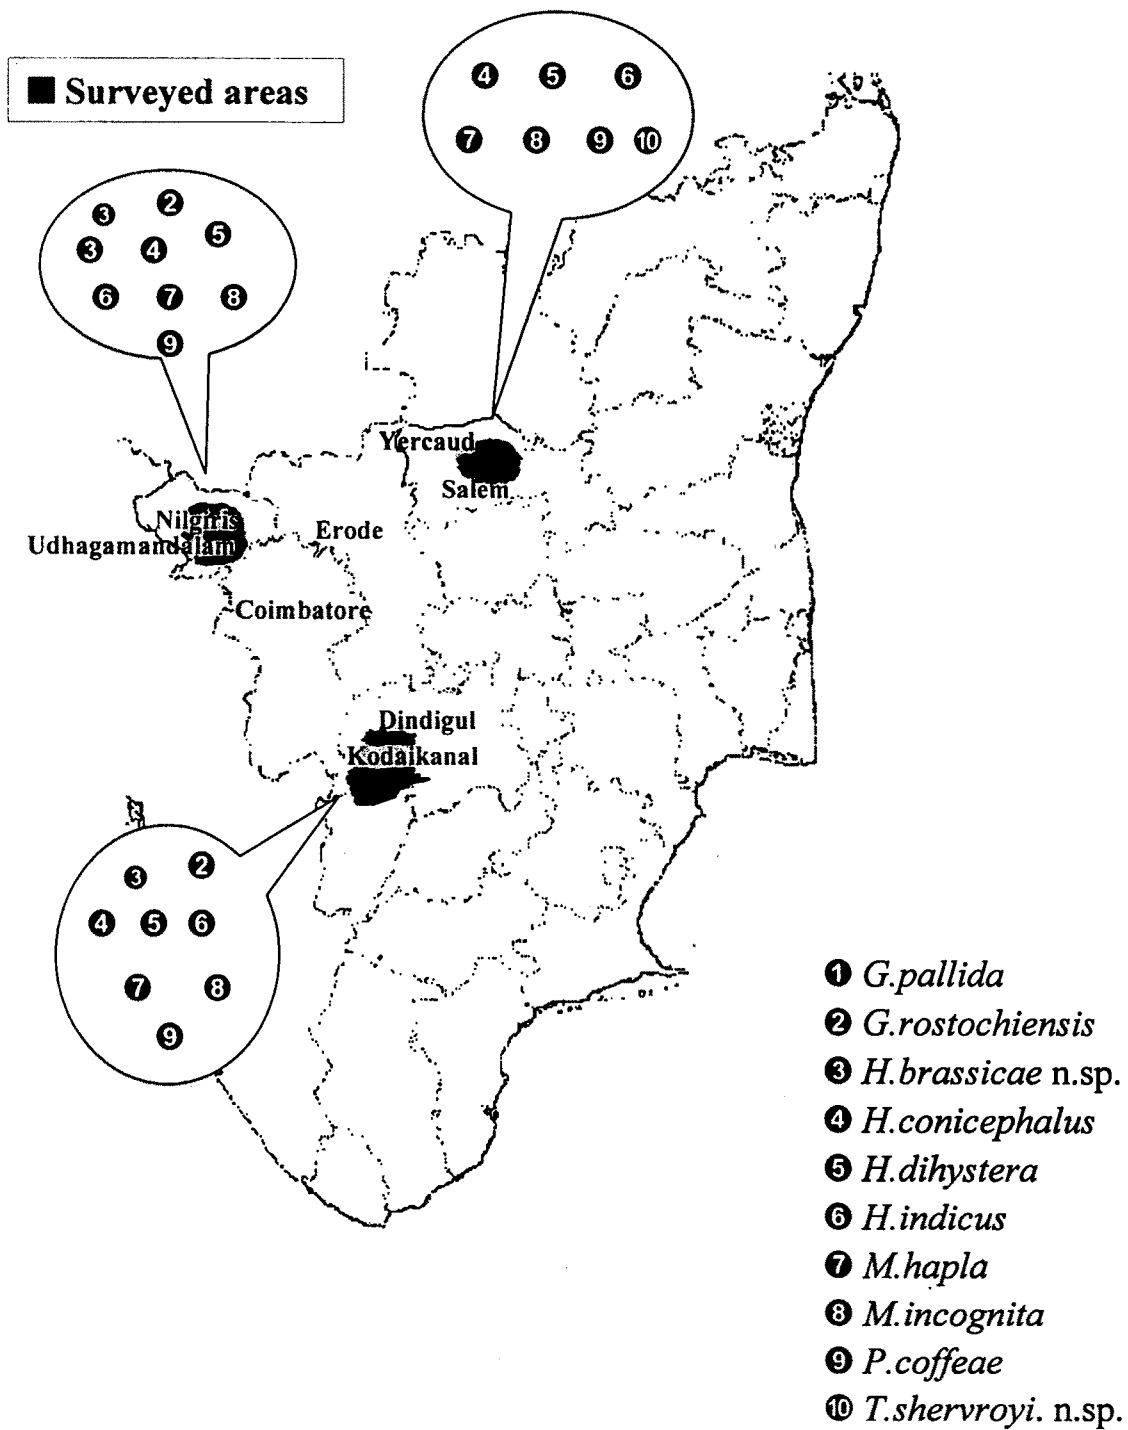 ■ Surveyed areas
4 5 6
7 8 9 10
3 2 5
3 4
6 7 8
9
Yercaud
Salem
Nilgiris
Udhagamandalam
Erode
Coimbatore
Dindigul
Kodaikanal
3 2
4 5 6
7 8
9
1 G.pallida
2 G.rostochiensis
3 H.brassicae n.sp.
4 H.conicephalus
5 H.dihystera
6 H.indicus
7 M.hapla
8 M.incognita
9 P.coffeae
10 T.shervroyi. n.sp.